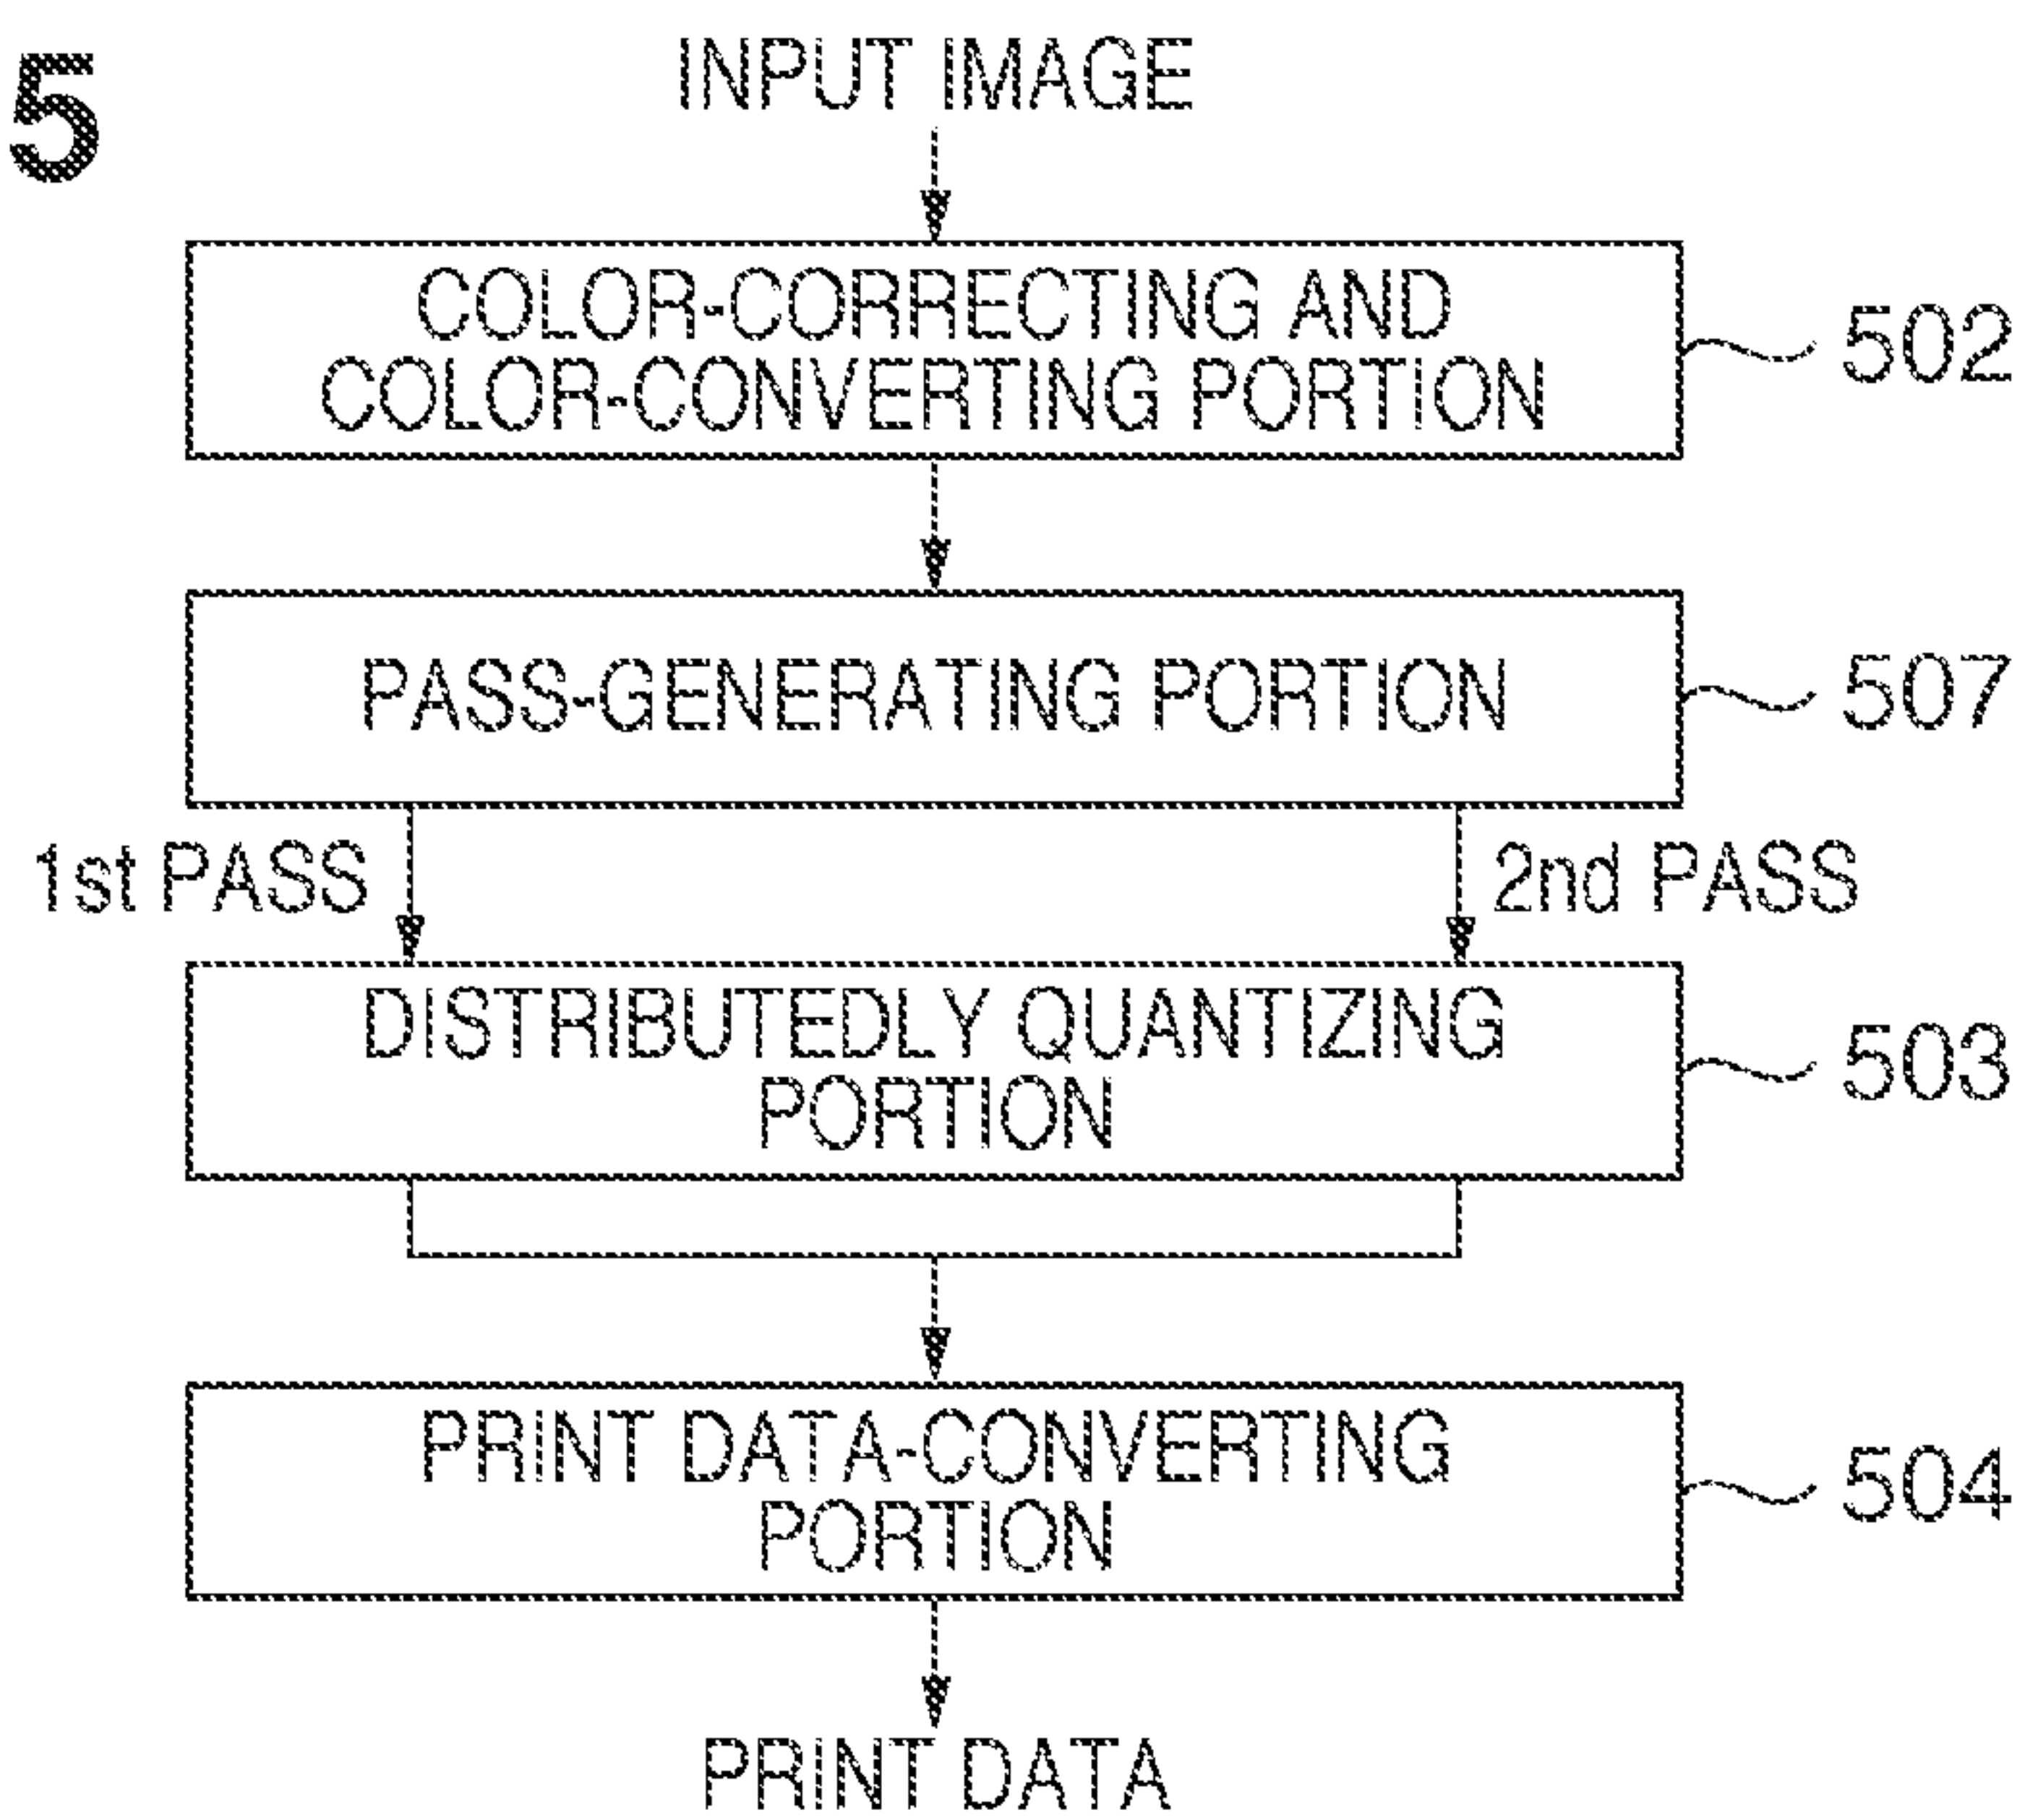 5
INPUT IMAGE
COLOR-CORRECTING AND
COLOR-CONVERTING PORTION
502
PASS-GENERATING PORTION
507
1st PASS
2nd PASS
DISTRIBUTEDLY QUANTIZING
PORTION
503
PRINT DATA-CONVERTING
PORTION
504
PRINT DATA